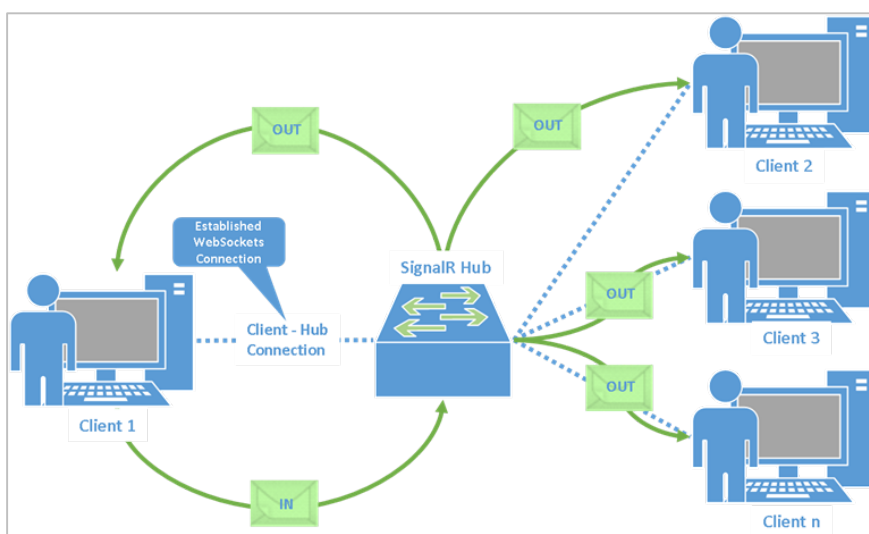 OUT
OUT
Client 2
Established
WebSockets
Connection
SignalR Hub
OUT
Client - Hub
Connection
Client 3
OUT
Client 1
IN
Client n